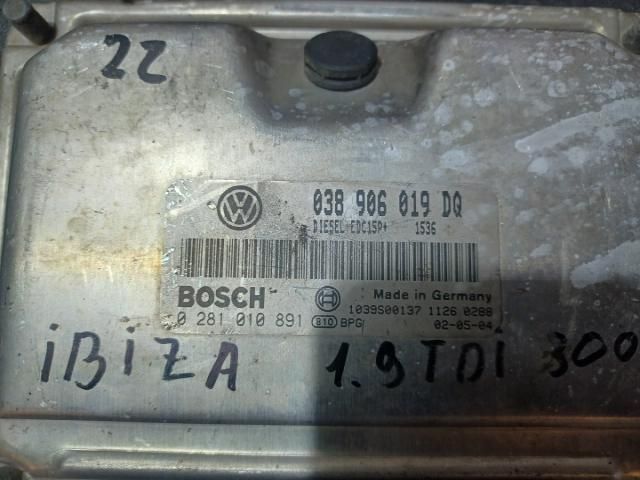 22
038 906 019 DQ
DIESEL EDC15P+ 1536
BOSCH Made in Germany
1039S00137 1126 0288
0 281 010 891 810 BPG 02-05-04
iBiZA 1.9TDi 300